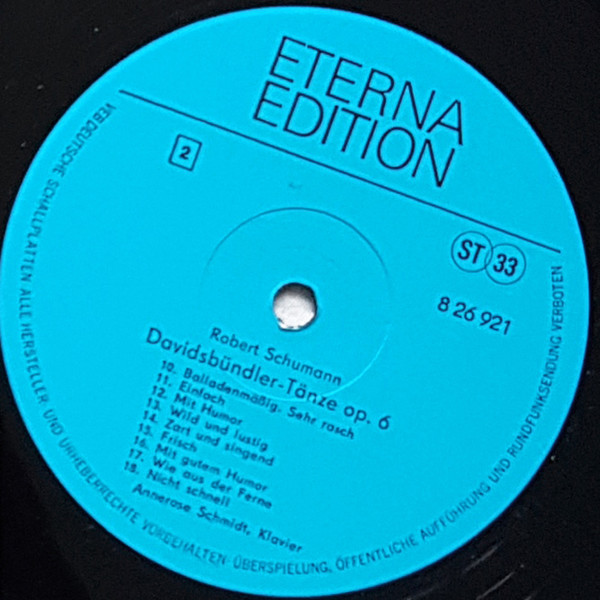 ETERNA
EDITION
2
ST 33
8 26 921
Robert Schumann
Davidsbündler-Tänze op. 6
10. Balladenmäßig. Sehr rasch
11. Einfach
12. Mit Humor
13. Wild und lustig
14. Zart und singend
15. Frisch
16. Mit gutem Humor
17. Wie aus der Ferne
18. Nicht schnell
Annerose Schmidt, Klavier
VEB DEUTSCHE SCHALLPLATTEN ALLE HERSTELLER- UND URHEBERRECHTE VORGEHALTEN · ÜBERSPIELUNG, ÖFFENTLICHE AUFFÜHRUNG UND RUNDFUNKSENDUNG VERBOTEN